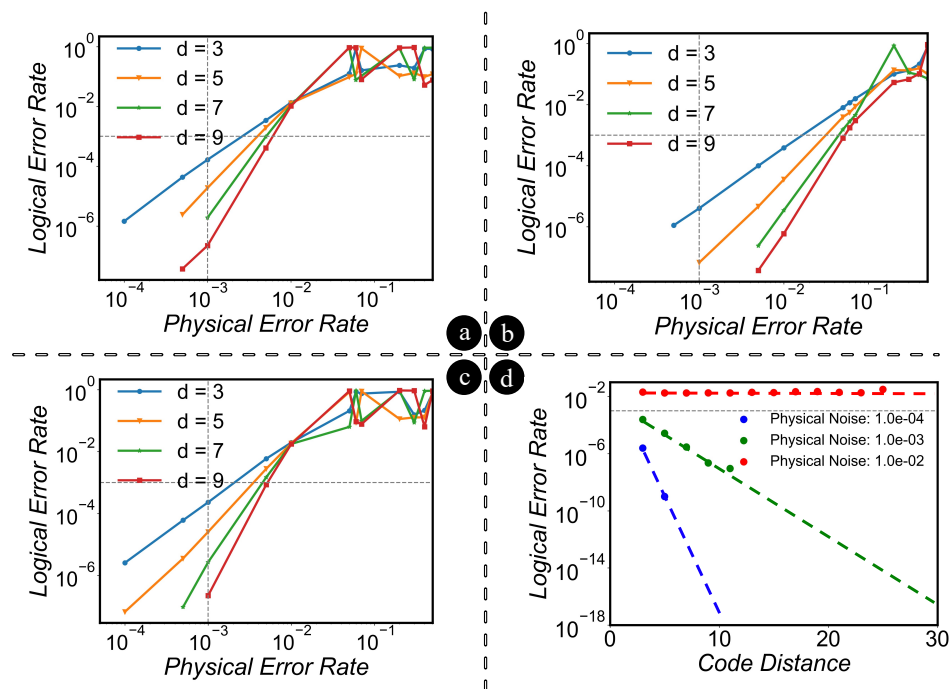 10^0
10^-2
10^-4
10^-6
Logical Error Rate
d = 3
d = 5
d = 7
d = 9
10^-4
10^-3
10^-2
10^-1
Physical Error Rate
a
10^0
10^-2
10^-4
10^-6
Logical Error Rate
d = 3
d = 5
d = 7
d = 9
10^-4
10^-3
10^-2
10^-1
Physical Error Rate
b
10^0
10^-2
10^-4
10^-6
Logical Error Rate
d = 3
d = 5
d = 7
d = 9
10^-4
10^-3
10^-2
10^-1
Physical Error Rate
c
d
10^-2
10^-6
10^-10
10^-14
10^-18
Logical Error Rate
Physical Noise: 1.0e-04
Physical Noise: 1.0e-03
Physical Noise: 1.0e-02
0
10
20
30
Code Distance